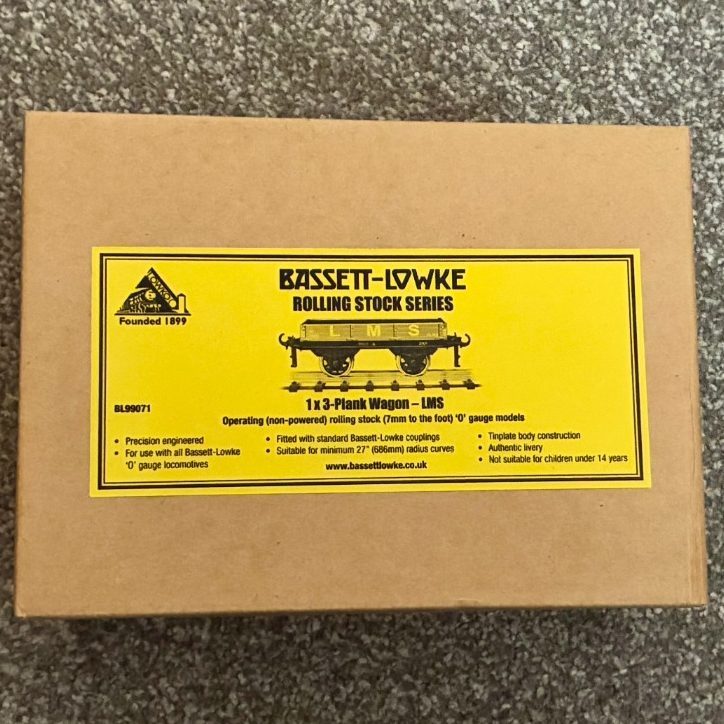 LOWKO
Founded 1899
BASSETT-LOWKE
ROLLING STOCK SERIES
L M S
1 x 3-Plank Wagon – LMS
BL99071
Operating (non-powered) rolling stock (7mm to the foot) 'O' gauge models
• Precision engineered
• For use with all Bassett-Lowke
'O' gauge locomotives
• Fitted with standard Bassett-Lowke couplings
• Suitable for minimum 27" (686mm) radius curves
• Tinplate body construction
• Authentic livery
• Not suitable for children under 14 years
www.bassettlowke.co.uk